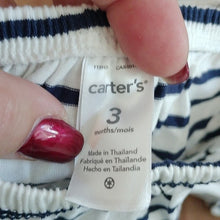 carter's®
3
months/mois
Made in Thailand
Fabriqué en Thaïlande
Hecho en Tailandia